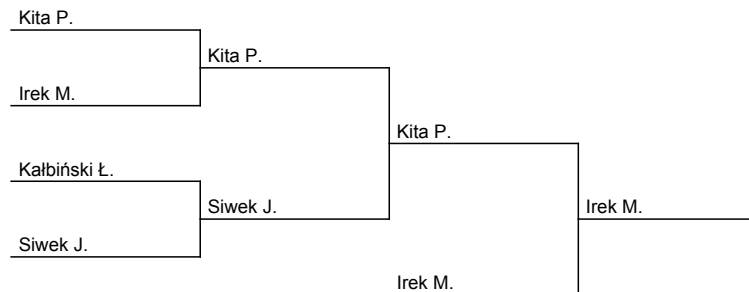 Kita P.
Kita P.
Irek M.
Kita P.
Kałbiński Ł.
Siwek J.
Irek M.
Siwek J.
Irek M.